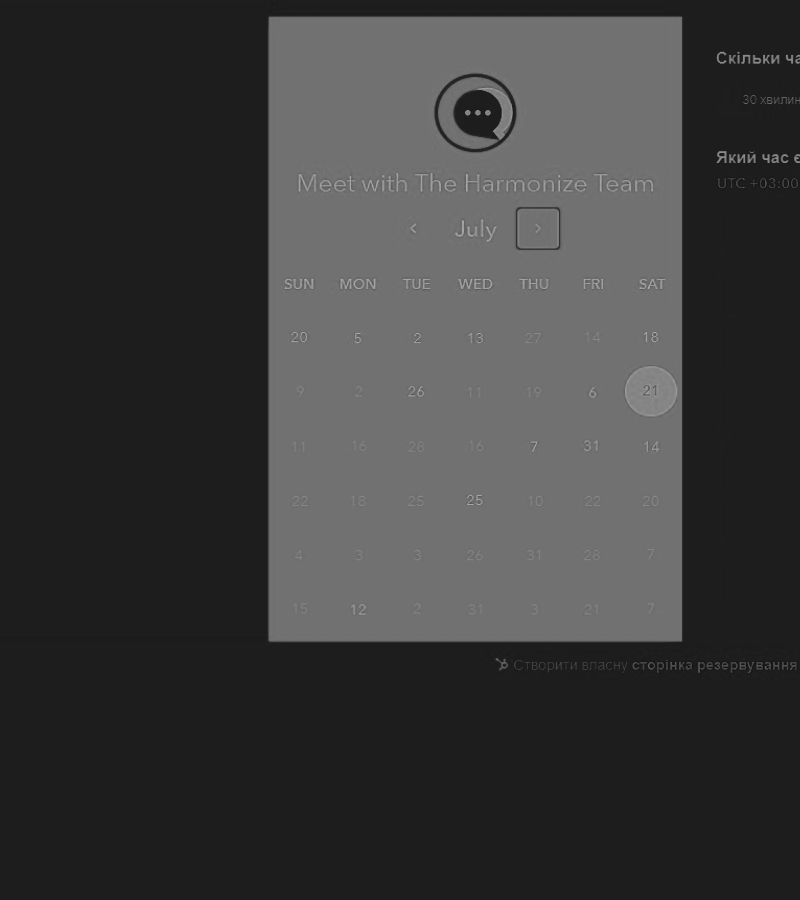 Meet with The Harmonize Team
July
SUN MON TUE WED THU FRI SAT
20 5 2 13 27 14 18
9 2 26 11 19 6 21
11 16 28 16 7 31 14
22 18 25 25 10 22 20
4 3 3 26 31 28 7
15 12 2 31 3 21 7
Скільки ча
30 хвилин
Який час є
UTC +03:00
Створити власну сторінка резервування